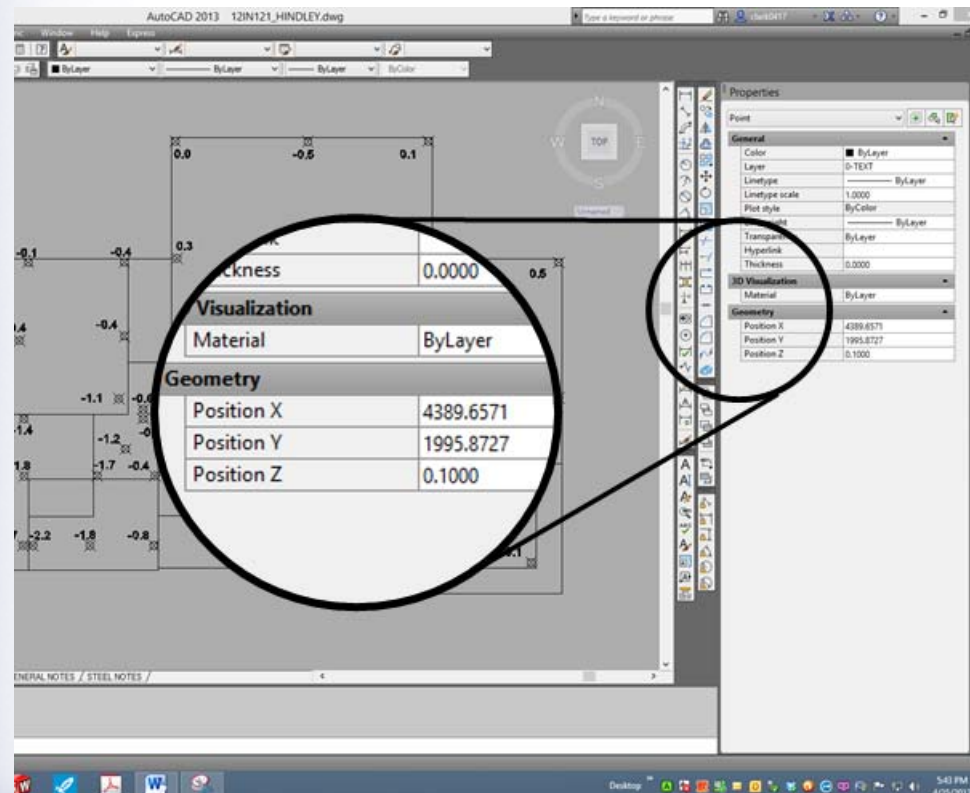 AutoCAD 2013 12IN121_HINDLEY.dwg
Type a keyword or phrase
Window Help Express
ByLayer ByLayer ByLayer ByColor
N
W TOP E
S
Unnamed
0.0 -0.5 0.1
-0.1 -0.4 0.3 0.5
-0.4
-1.1
-1.4 -1.2
-1.7 -0.4
-2.2 -1.8 -0.8
Properties
Point
General
Color ByLayer
Layer 0-TEXT
Linetype ByLayer
Linetype scale 1.0000
Plot style ByColor
ByLayer
ByLayer
Hyperlink
Thickness 0.0000
3D Visualization
Material ByLayer
Geometry
Position X 4389.6571
Position Y 1995.8727
Position Z 0.1000
ckness 0.0000
Visualization
Material ByLayer
Geometry
Position X 4389.6571
Position Y 1995.8727
Position Z 0.1000
GENERAL NOTES / STEEL NOTES /
Desktop
5:43 PM